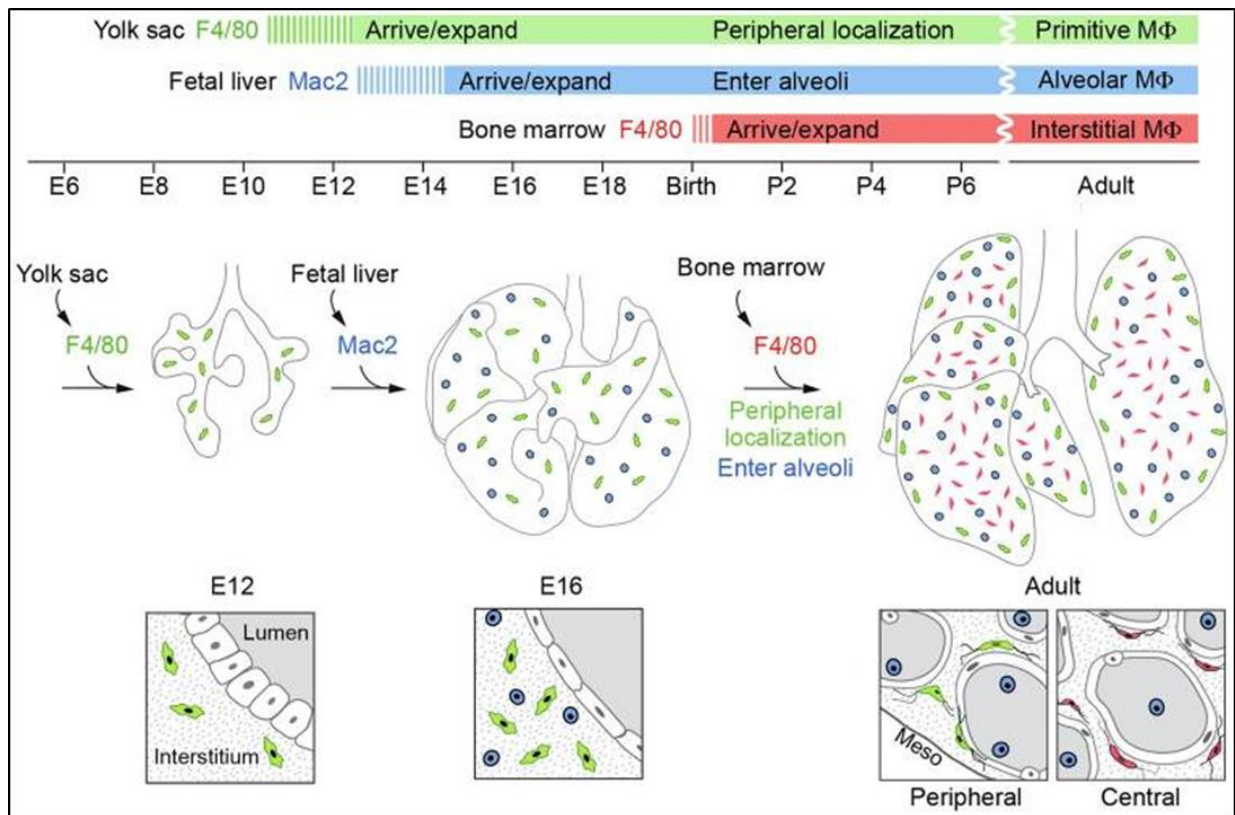 Yolk sac F4/80 Arrive/expand Peripheral localization Primitive MΦ
Fetal liver Mac2 Arrive/expand Enter alveoli Alveolar MΦ
Bone marrow F4/80 Arrive/expand Interstitial MΦ
E6 E8 E10 E12 E14 E16 E18 Birth P2 P4 P6 Adult
Yolk sac
F4/80
Fetal liver
Mac2
Bone marrow
F4/80
Peripheral
localization
Enter alveoli
E12
Lumen
Interstitium
E16
Adult
Meso
Peripheral
Central